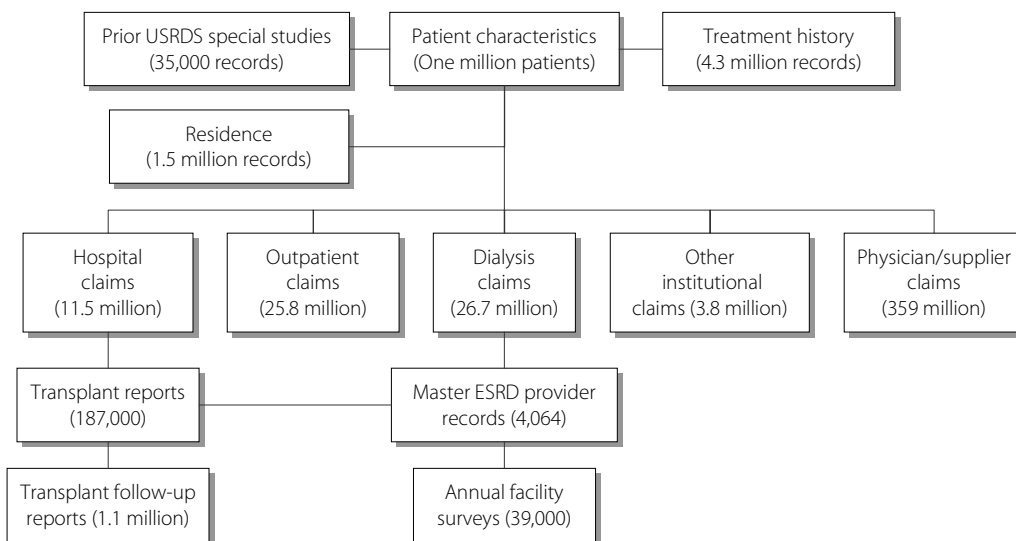 Prior USRDS special studies
(35,000 records)
Patient characteristics
(One million patients)
Treatment history
(4.3 million records)
Residence
(1.5 million records)
Hospital
claims
(11.5 million)
Outpatient
claims
(25.8 million)
Dialysis
claims
(26.7 million)
Other
institutional
claims (3.8 million)
Physician/supplier
claims
(359 million)
Transplant reports
(187,000)
Master ESRD provider
records (4,064)
Transplant follow-up
reports (1.1 million)
Annual facility
surveys (39,000)